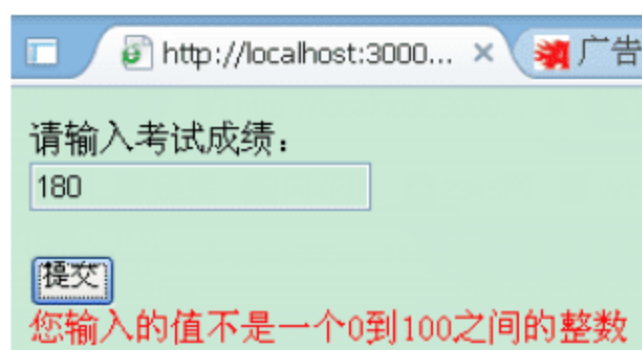 http://localhost:3000... × 广告
请输入考试成绩：
180
提交
您输入的值不是一个0到100之间的整数